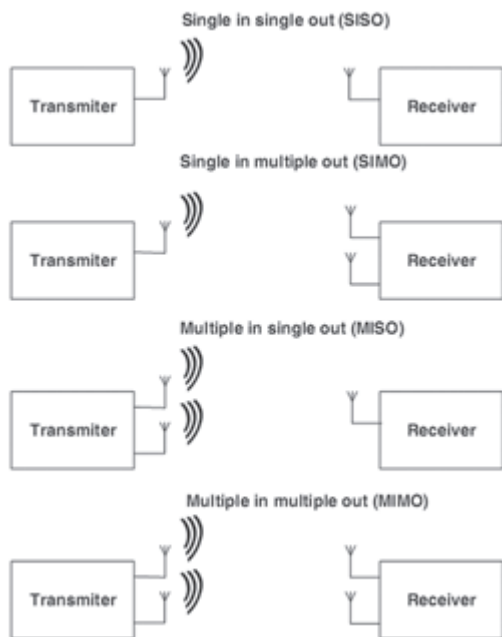 Single in single out (SISO)
Transmiter
Receiver
Single in multiple out (SIMO)
Transmiter
Receiver
Multiple in single out (MISO)
Transmiter
Receiver
Multiple in multiple out (MIMO)
Transmiter
Receiver